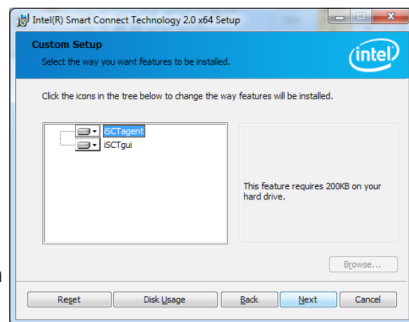 Intel(R) Smart Connect Technology 2.0 x64 Setup
Custom Setup
Select the way you want features to be installed.
intel
Click the icons in the tree below to change the way features will be installed.
iSCTagent
iSCTgui
This feature requires 200KB on your
hard drive.
Browse...
Reset
Disk Usage
Back
Next
Cancel